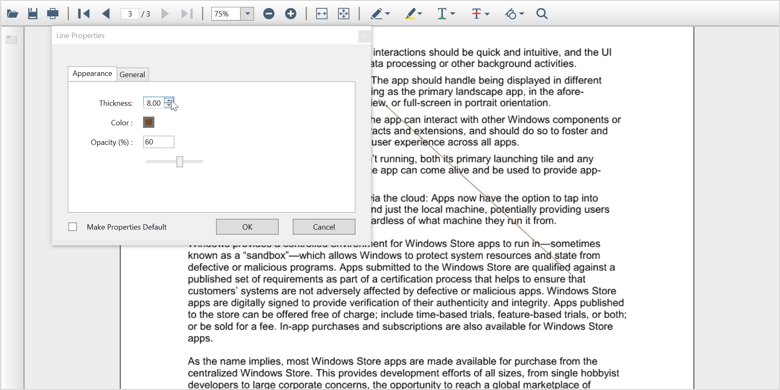 3 / 3
75%
Line Properties
Appearance
General
Thickness:
8.00
Color :
Opacity (%) :
60
Make Properties Default
OK
Cancel
interactions should be quick and intuitive, and the UI
ata processing or other background activities.
The app should handle being displayed in different
ing as the primary landscape app, in the afore-
iew, or full-screen in portrait orientation.
he app can interact with other Windows components or
racts and extensions, and should do so to foster and
user experience across all apps.
't running, both its primary launching tile and any
e app can come alive and be used to provide app-
via the cloud: Apps now have the option to tap into
nd just the local machine, potentially providing users
ardless of what machine they run it from.
Windows provides a controlled environment for Windows Store apps to run in—sometimes
known as a “sandbox”—which allows Windows to protect system resources and state from
defective or malicious programs. Apps submitted to the Windows Store are qualified against a
published set of requirements as part of a certification process that helps to ensure that
customers’ systems are not adversely affected by defective or malicious apps. Windows Store
apps are digitally signed to provide verification of their authenticity and integrity. Apps published
to the store can be offered free of charge; include time-based trials, feature-based trials, or both;
or be sold for a fee. In-app purchases and subscriptions are also available for Windows Store
apps.
As the name implies, most Windows Store apps are made available for purchase from the
centralized Windows Store. This provides development efforts of all sizes, from single hobbyist
developers to large corporate concerns, the opportunity to reach a global marketplace of